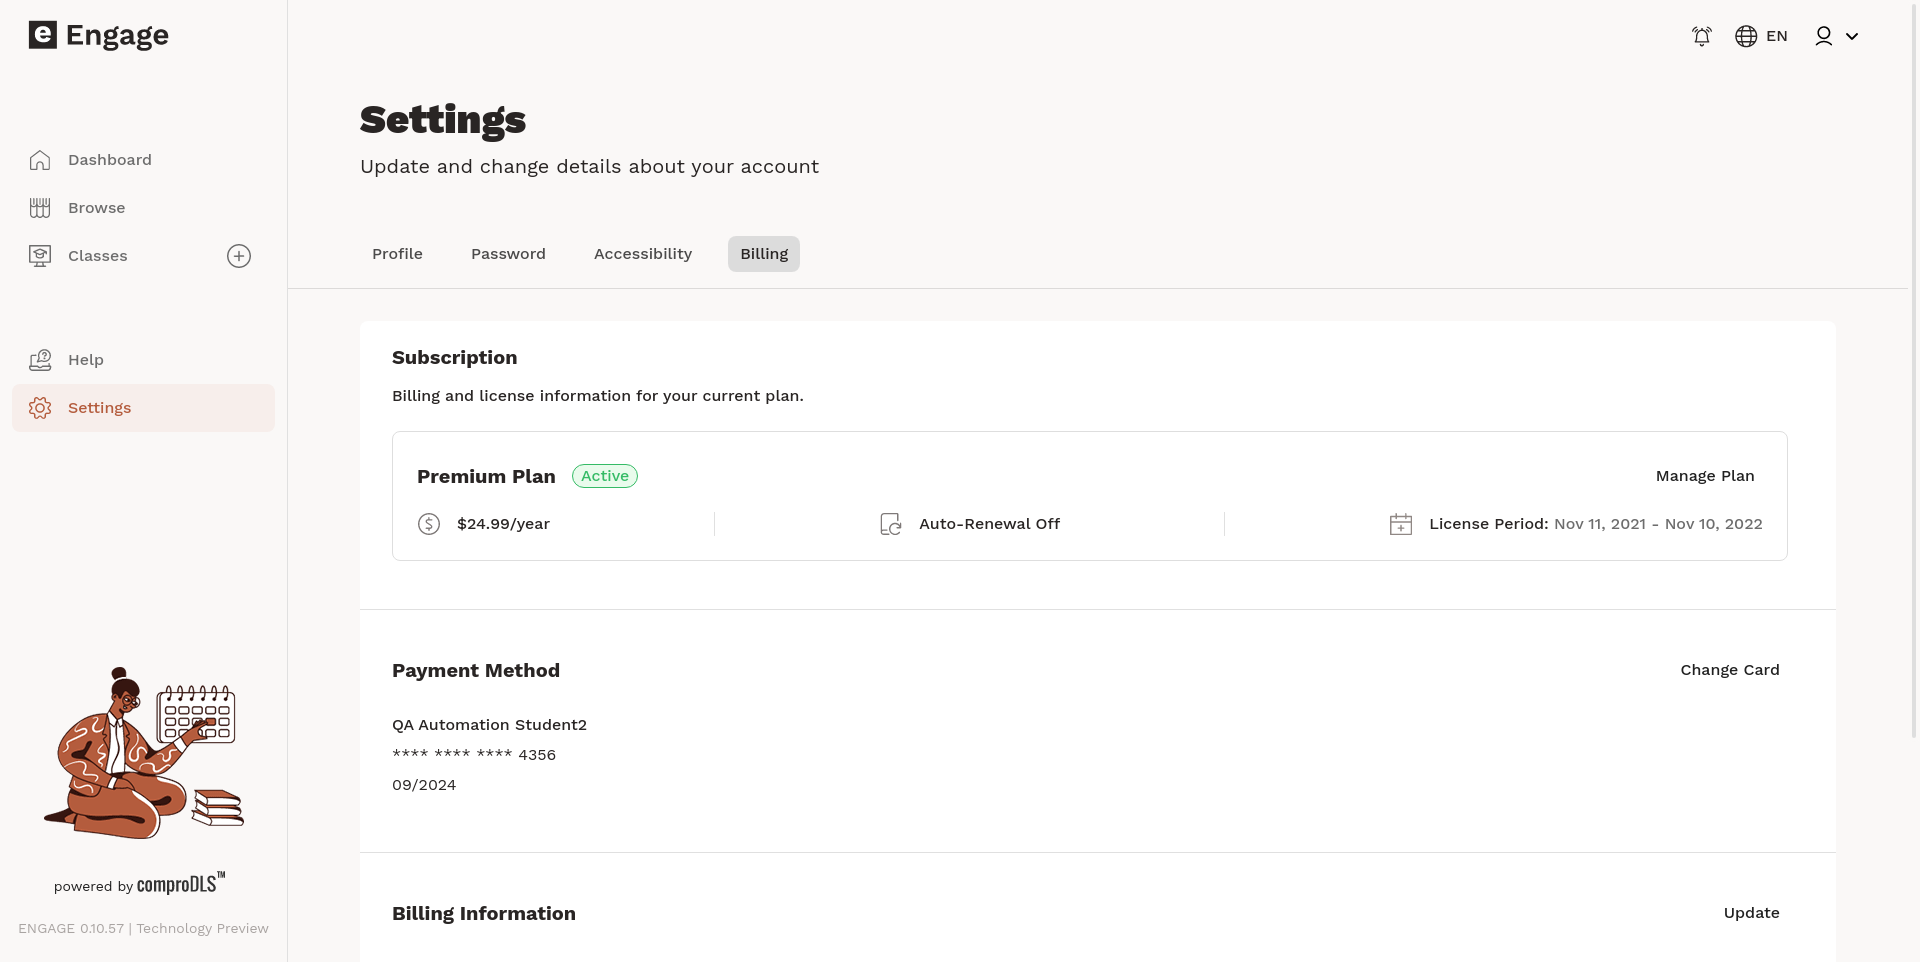 e Engage
EN
Dashboard
Browse
Classes
Help
Settings
powered by comproDLS™
ENGAGE 0.10.57 | Technology Preview
Settings
Update and change details about your account
Profile Password Accessibility Billing
Subscription
Billing and license information for your current plan.
Premium Plan Active Manage Plan
$24.99/year Auto-Renewal Off License Period: Nov 11, 2021 - Nov 10, 2022
Payment Method Change Card
QA Automation Student2
**** **** **** 4356
09/2024
Billing Information Update